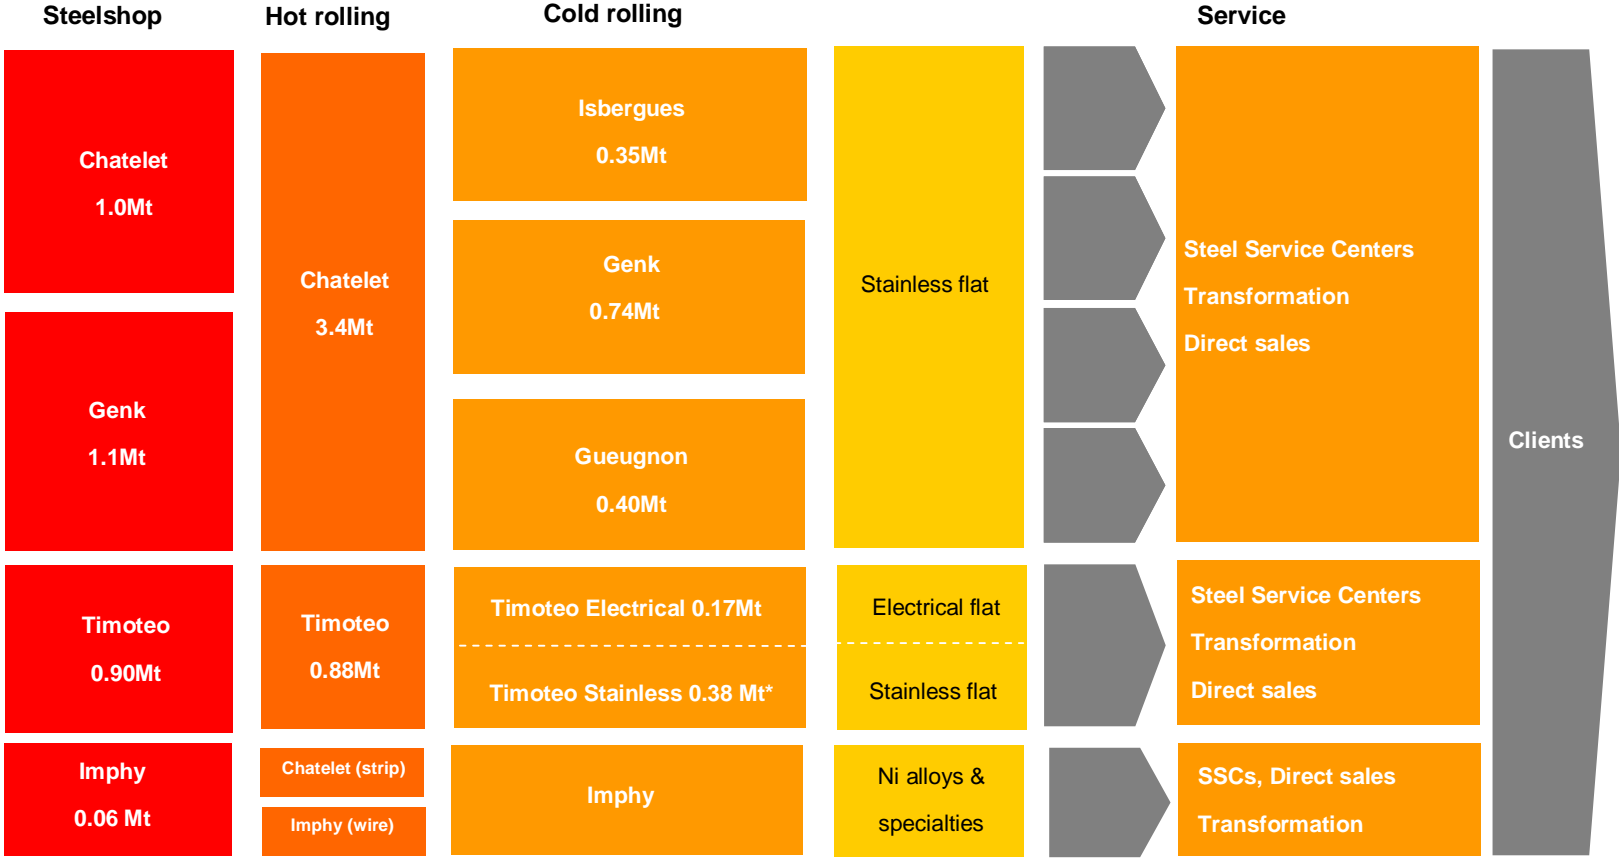 Steelshop
Hot rolling
Cold rolling
Service
Chatelet
1.0Mt
Genk
1.1Mt
Chatelet
3.4Mt
Isbergues
0.35Mt
Genk
0.74Mt
Gueugnon
0.40Mt
Stainless flat
Steel Service Centers
Transformation
Direct sales
Clients
Timoteo
0.90Mt
Timoteo
0.88Mt
Timoteo Electrical 0.17Mt
Timoteo Stainless 0.38 Mt*
Electrical flat
Stainless flat
Steel Service Centers
Transformation
Direct sales
Imphy
0.06 Mt
Chatelet (strip)
Imphy (wire)
Imphy
Ni alloys &
specialties
SSCs, Direct sales
Transformation